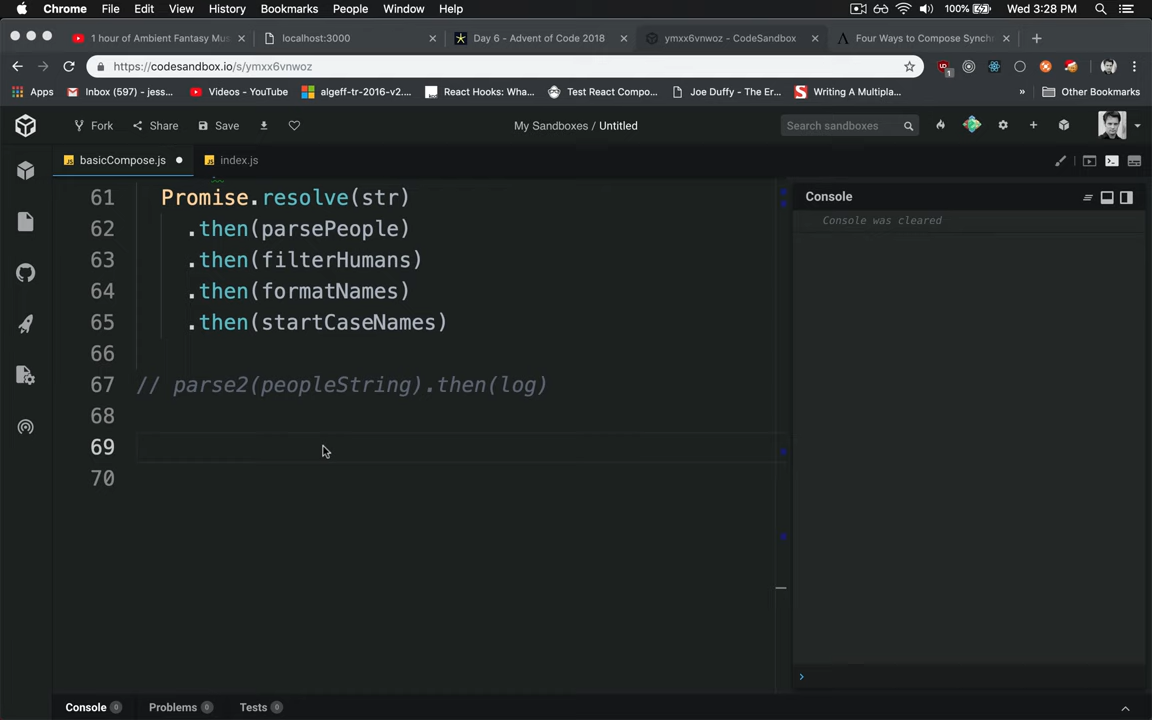 Chrome File Edit View History Bookmarks People Window Help 100% Wed 3:28 PM
1 hour of Ambient Fantasy Mus
localhost:3000
Day 6 - Advent of Code 2018
ymxx6vnwoz - CodeSandbox
Four Ways to Compose Synchr
https://codesandbox.io/s/ymxx6vnwoz
1
Apps
Inbox (597) - jess...
Videos - YouTube
algeff-tr-2016-v2...
React Hooks: Wha...
Test React Compo...
Joe Duffy - The Er...
Writing A Multipla...
»
Other Bookmarks
Fork
Share
Save
My Sandboxes / Untitled
Search sandboxes
JS basicCompose.js
JS index.js
61 Promise.resolve(str)
62 .then(parsePeople)
63 .then(filterHumans)
64 .then(formatNames)
65 .then(startCaseNames)
66
67 // parse2(peopleString).then(log)
68
69
70
Console
Console was cleared
›
Console 0
Problems 0
Tests 0